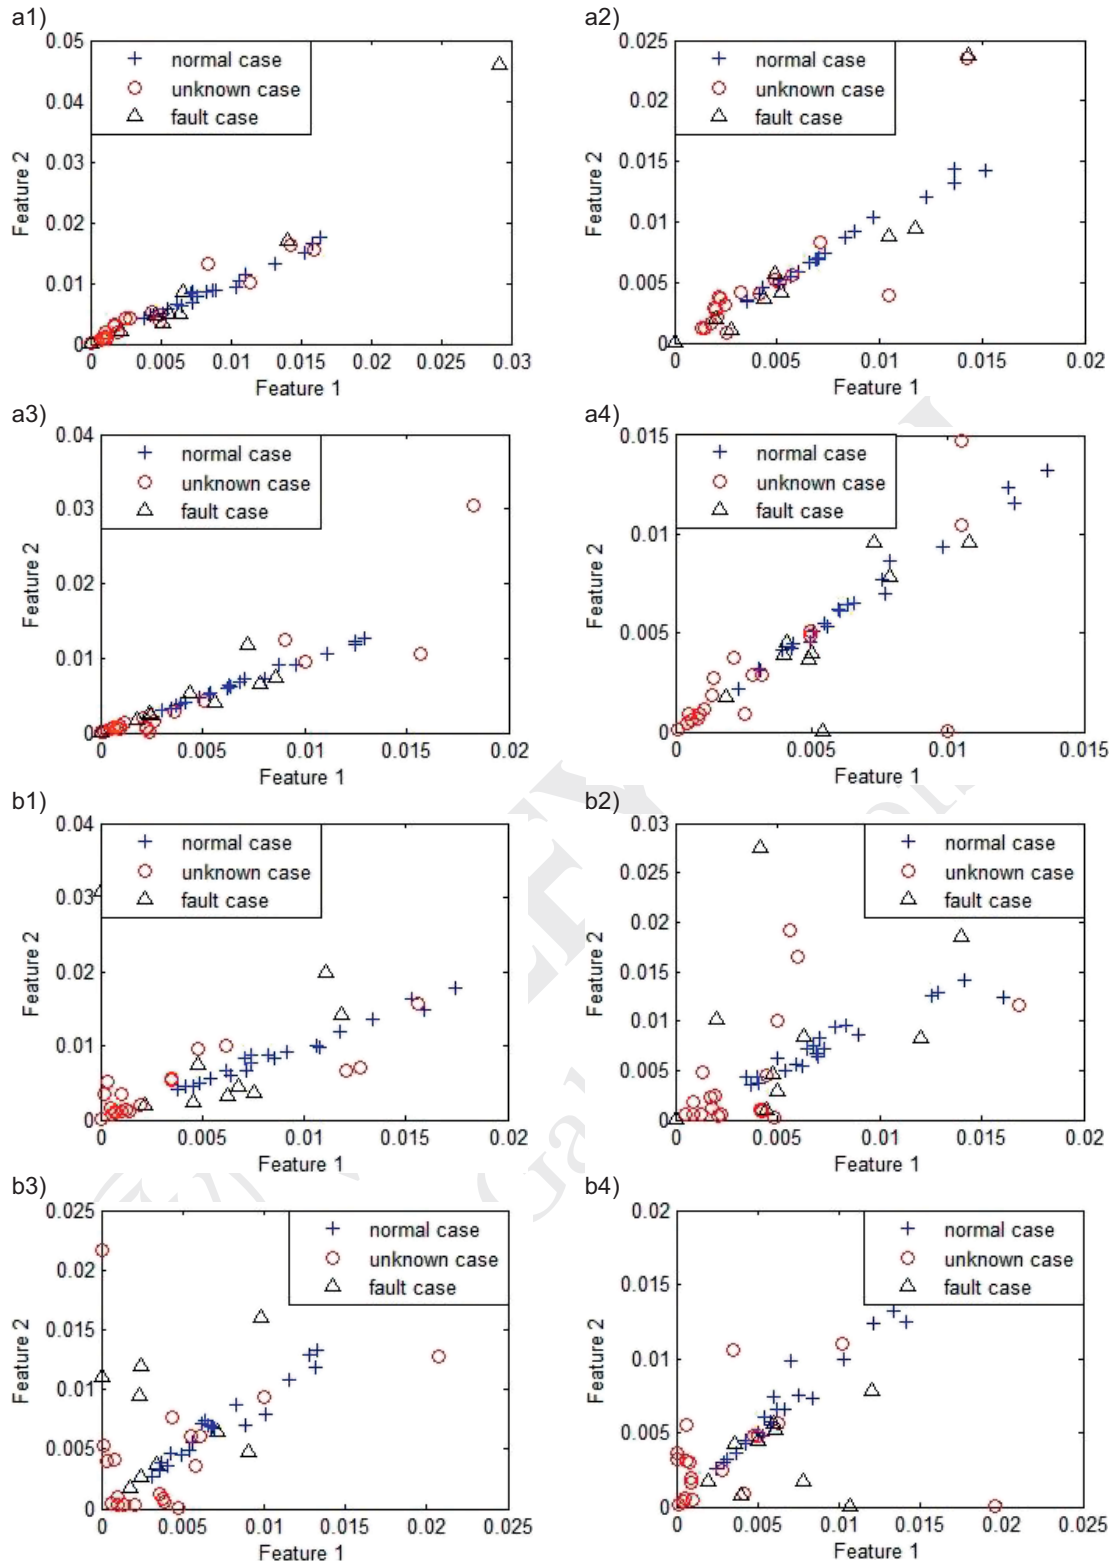 a1)
0.05
0.04
0.03
0.02
0.01
0
Feature 2
normal case
unknown case
fault case
0 0.005 0.01 0.015 0.02 0.025 0.03
Feature 1
a2)
0.025
0.02
0.015
0.01
0.005
0
Feature 2
normal case
unknown case
fault case
0 0.005 0.01 0.015 0.02
Feature 1
a3)
0.04
0.03
0.02
0.01
0
Feature 2
normal case
unknown case
fault case
0 0.005 0.01 0.015 0.02
Feature 1
a4)
0.015
0.01
0.005
0
Feature 2
normal case
unknown case
fault case
0 0.005 0.01 0.015
Feature 1
b1)
0.04
0.03
0.02
0.01
0
Feature 2
normal case
unknown case
fault case
0 0.005 0.01 0.015 0.02
Feature 1
b2)
0.03
0.025
0.02
0.015
0.01
0.005
0
Feature 2
normal case
unknown case
fault case
0 0.005 0.01 0.015 0.02
Feature 1
b3)
0.025
0.02
0.015
0.01
0.005
0
Feature 2
normal case
unknown case
fault case
0 0.005 0.01 0.015 0.02 0.025
Feature 1
b4)
0.02
0.015
0.01
0.005
0
Feature 2
normal case
unknown case
fault case
0 0.005 0.01 0.015 0.02 0.025
Feature 1